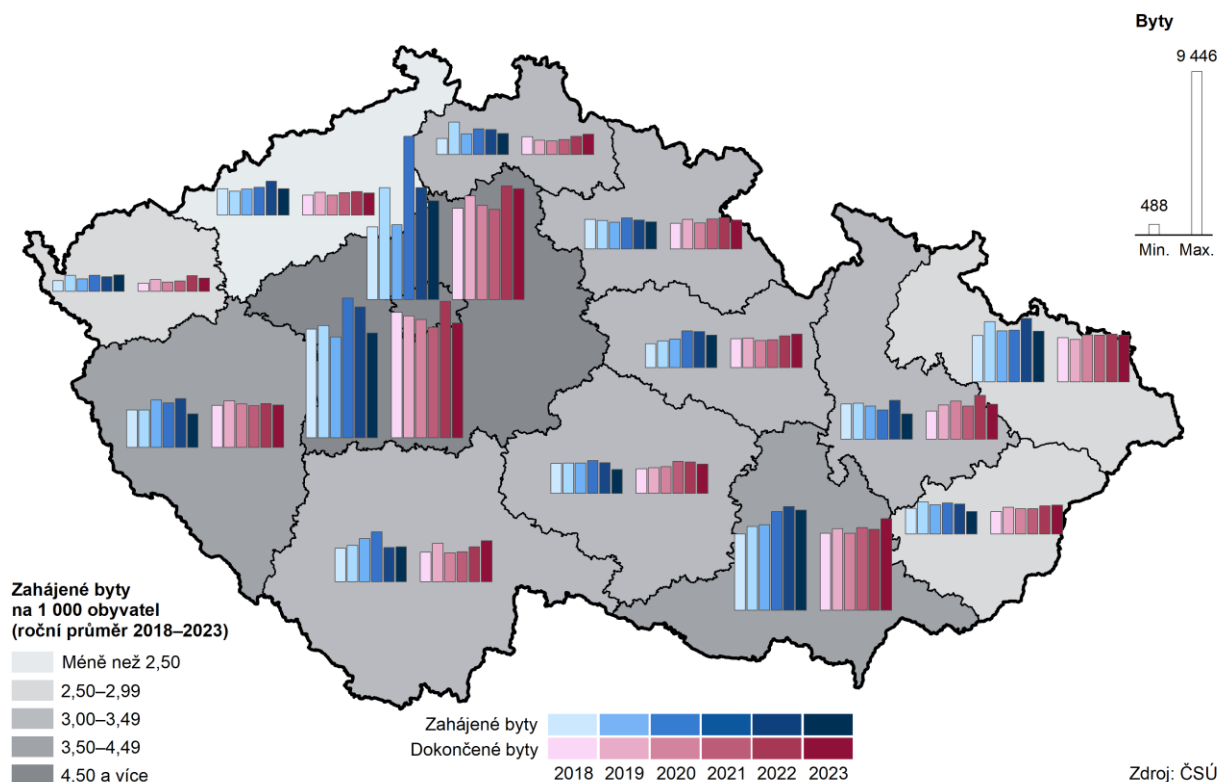 Byty
9 446
488
Min.
Max.
Zahájené byty
na 1 000 obyvatel
(roční průměr 2018–2023)
Méně než 2,50
2,50–2,99
3,00–3,49
3,50–4,49
4,50 a více
Zahájené byty
Dokončené byty
2018 2019 2020 2021 2022 2023
Zdroj: ČSÚ